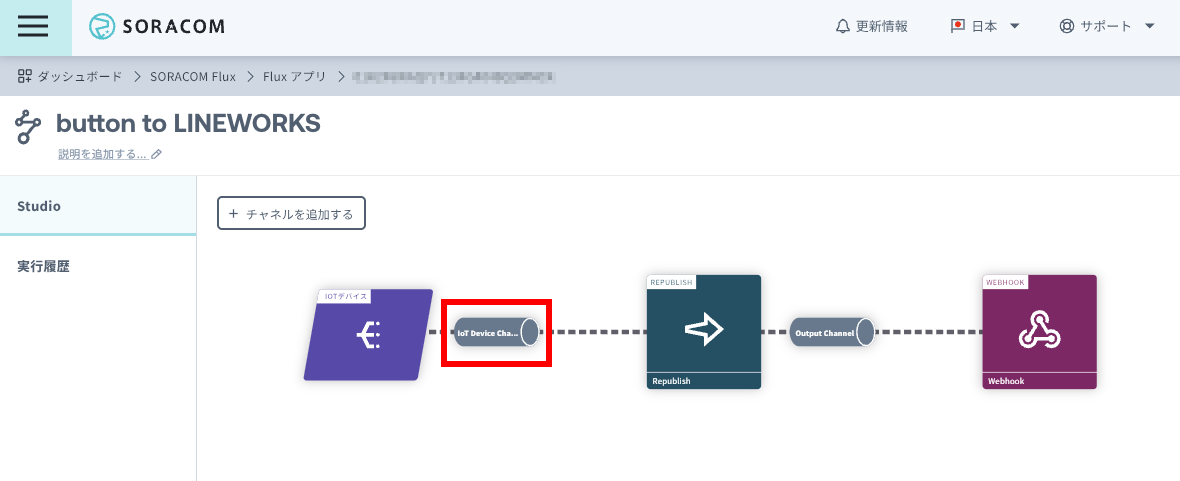 SORACOM
更新情報
日本
サポート
ダッシュボード
SORACOM Flux
Flux アプリ
button to LINEWORKS
説明を追加する...
Studio
+ チャネルを追加する
実行履歴
IOTデバイス
IoT Device Cha...
REPUBLISH
Republish
Output Channel
WEBHOOK
Webhook